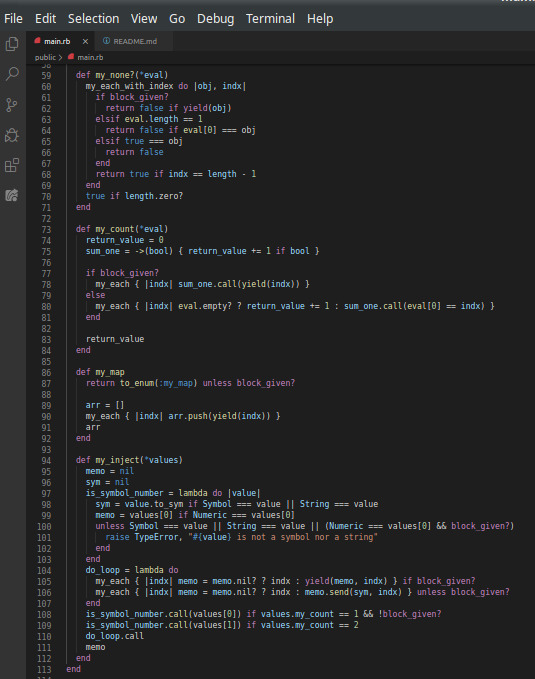 File Edit Selection View Go Debug Terminal Help
main.rb × README.md
public > main.rb
58
59 def my_none?(*eval)
60 my_each_with_index do |obj, indx|
61 if block_given?
62 return false if yield(obj)
63 elsif eval.length == 1
64 return false if eval[0] === obj
65 elsif true === obj
66 return false
67 end
68 return true if indx == length - 1
69 end
70 true if length.zero?
71 end
72
73 def my_count(*eval)
74 return_value = 0
75 sum_one = ->(bool) { return_value += 1 if bool }
76
77 if block_given?
78 my_each { |indx| sum_one.call(yield(indx)) }
79 else
80 my_each { |indx| eval.empty? ? return_value += 1 : sum_one.call(eval[0] == indx) }
81 end
82
83 return_value
84 end
85
86 def my_map
87 return to_enum(:my_map) unless block_given?
88
89 arr = []
90 my_each { |indx| arr.push(yield(indx)) }
91 arr
92 end
93
94 def my_inject(*values)
95 memo = nil
96 sym = nil
97 is_symbol_number = lambda do |value|
98 sym = value.to_sym if Symbol === value || String === value
99 memo = values[0] if Numeric === values[0]
100 unless Symbol === value || String === value || (Numeric === values[0] && block_given?)
101 raise TypeError, "#{value} is not a symbol nor a string"
102 end
103 end
104 do_loop = lambda do
105 my_each { |indx| memo = memo.nil? ? indx : yield(memo, indx) } if block_given?
106 my_each { |indx| memo = memo.nil? ? indx : memo.send(sym, indx) } unless block_given?
107 end
108 is_symbol_number.call(values[0]) if values.my_count == 1 && !block_given?
109 is_symbol_number.call(values[1]) if values.my_count == 2
110 do_loop.call
111 memo
112 end
113 end